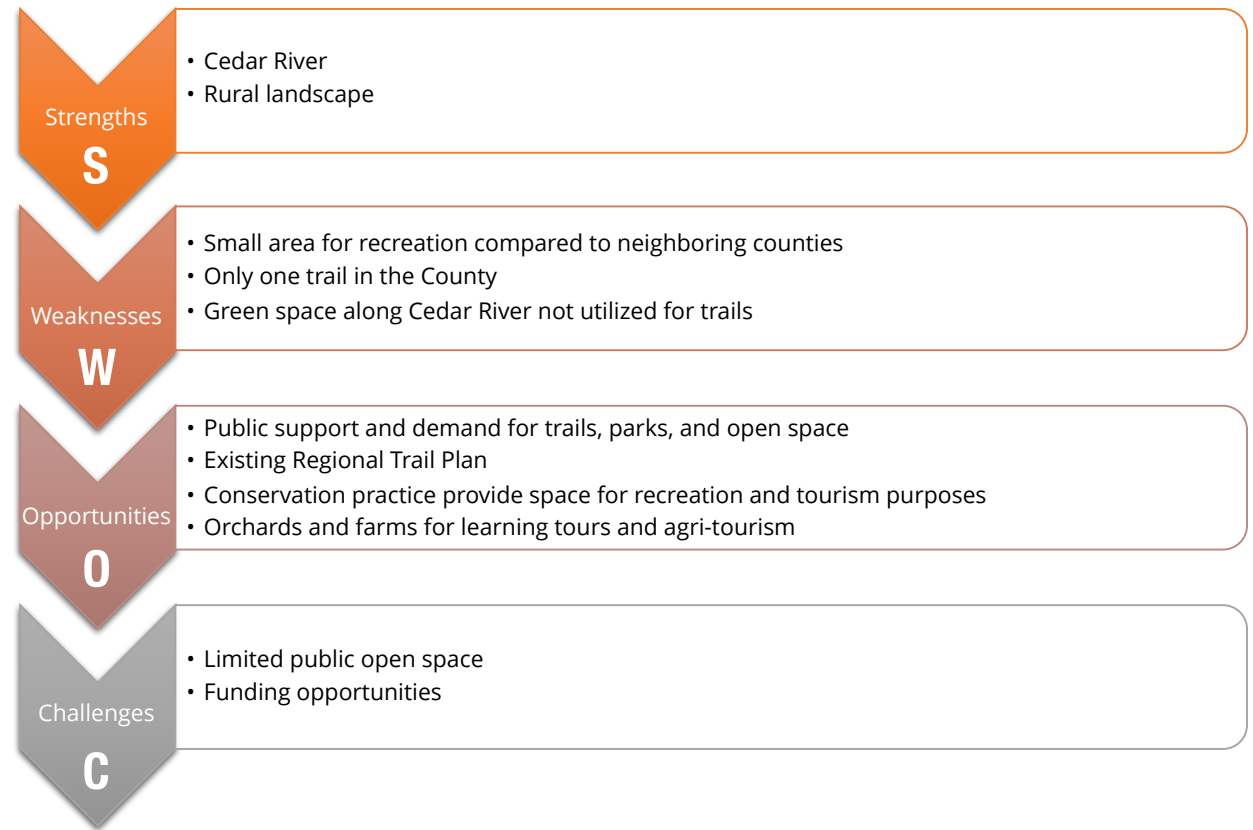 Strengths
S
• Cedar River
• Rural landscape
Weaknesses
W
• Small area for recreation compared to neighboring counties
• Only one trail in the County
• Green space along Cedar River not utilized for trails
Opportunities
O
• Public support and demand for trails, parks, and open space
• Existing Regional Trail Plan
• Conservation practice provide space for recreation and tourism purposes
• Orchards and farms for learning tours and agri-tourism
Challenges
C
• Limited public open space
• Funding opportunities